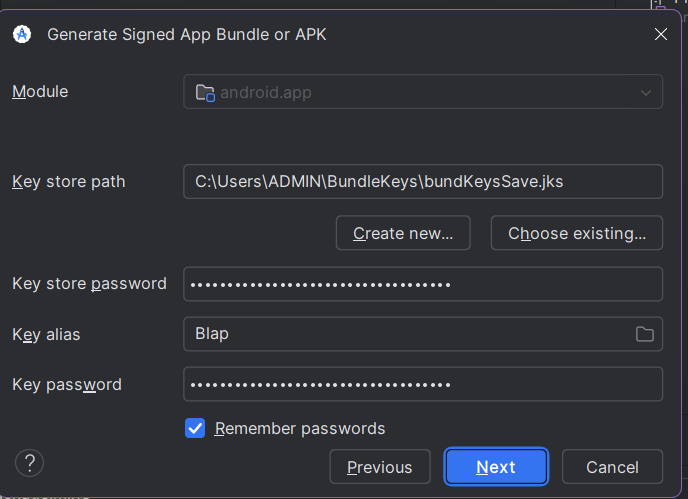 Generate Signed App Bundle or APK
Module
android.app
Key store path
C:\Users\ADMIN\BundleKeys\bundKeysSave.jks
Create new...
Choose existing...
Key store password
••••••••••••••••••••••••••••••••
Key alias
Blap
Key password
••••••••••••••••••••••••••••••••
Remember passwords
?
Previous
Next
Cancel